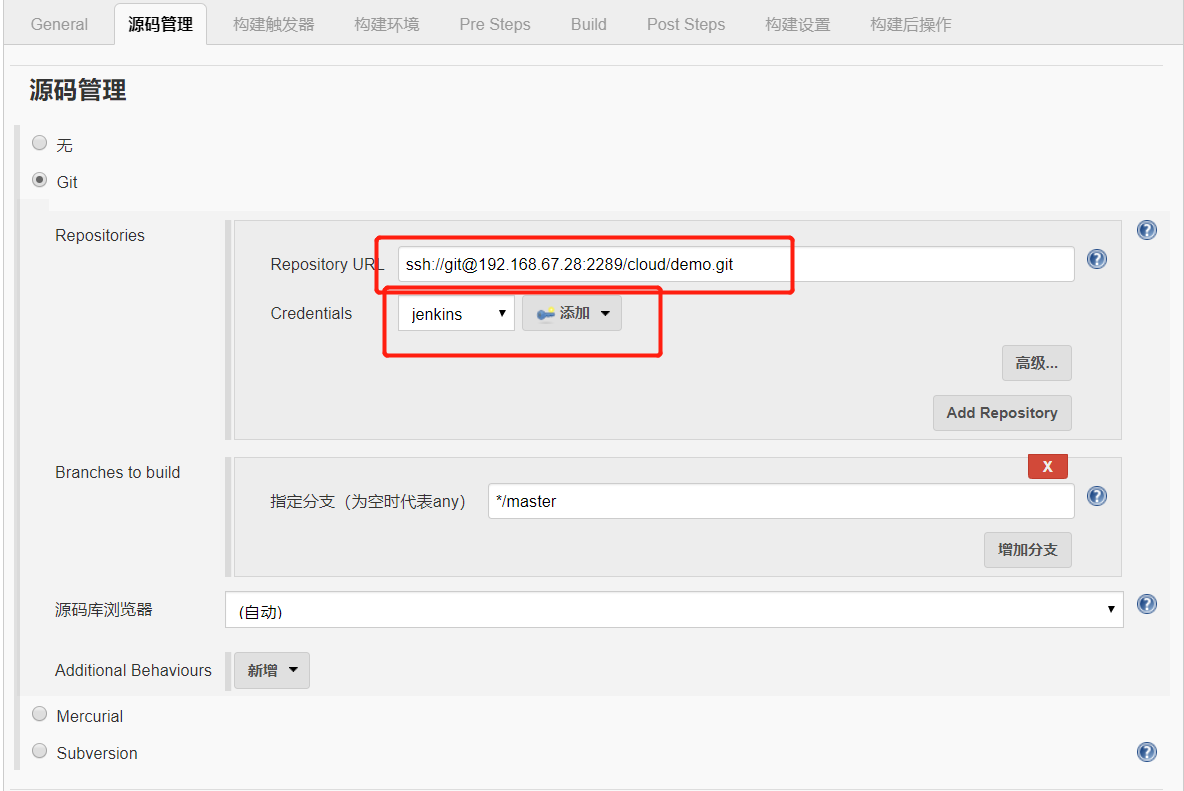 General 源码管理 构建触发器 构建环境 Pre Steps Build Post Steps 构建设置 构建后操作
源码管理
无
Git
Repositories
Repository URL ssh://git@192.168.67.28:2289/cloud/demo.git
Credentials jenkins 添加
高级...
Add Repository
Branches to build
X
指定分支（为空时代表any） */master
增加分支
源码库浏览器 (自动)
Additional Behaviours 新增
Mercurial
Subversion